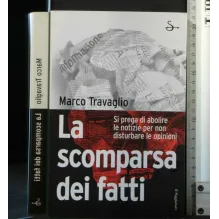 Marco Travaglio
Si prega di abolire
le notizie per non
disturbare le opinioni
La
scomparsa
dei fatti
Marco Travaglio
La scomparsa dei fatti